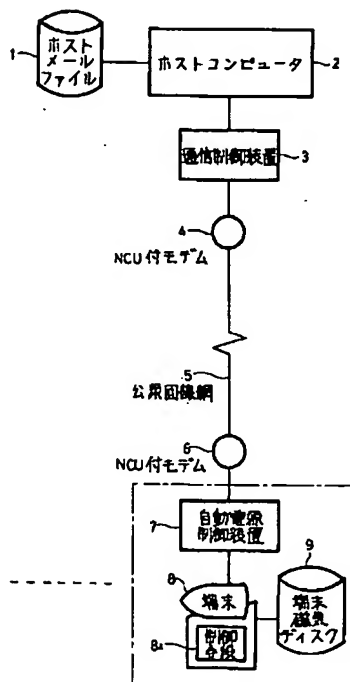 1
ホスト
メール
ファイル
ホストコンピュータ
2
通信制御装置
3
4
NCU付モデム
5
公衆回線網
6
NCU付モデム
7
自動電源
制御装置
8
端末
8a
制御
手段
9
端末
磁気
ディスク